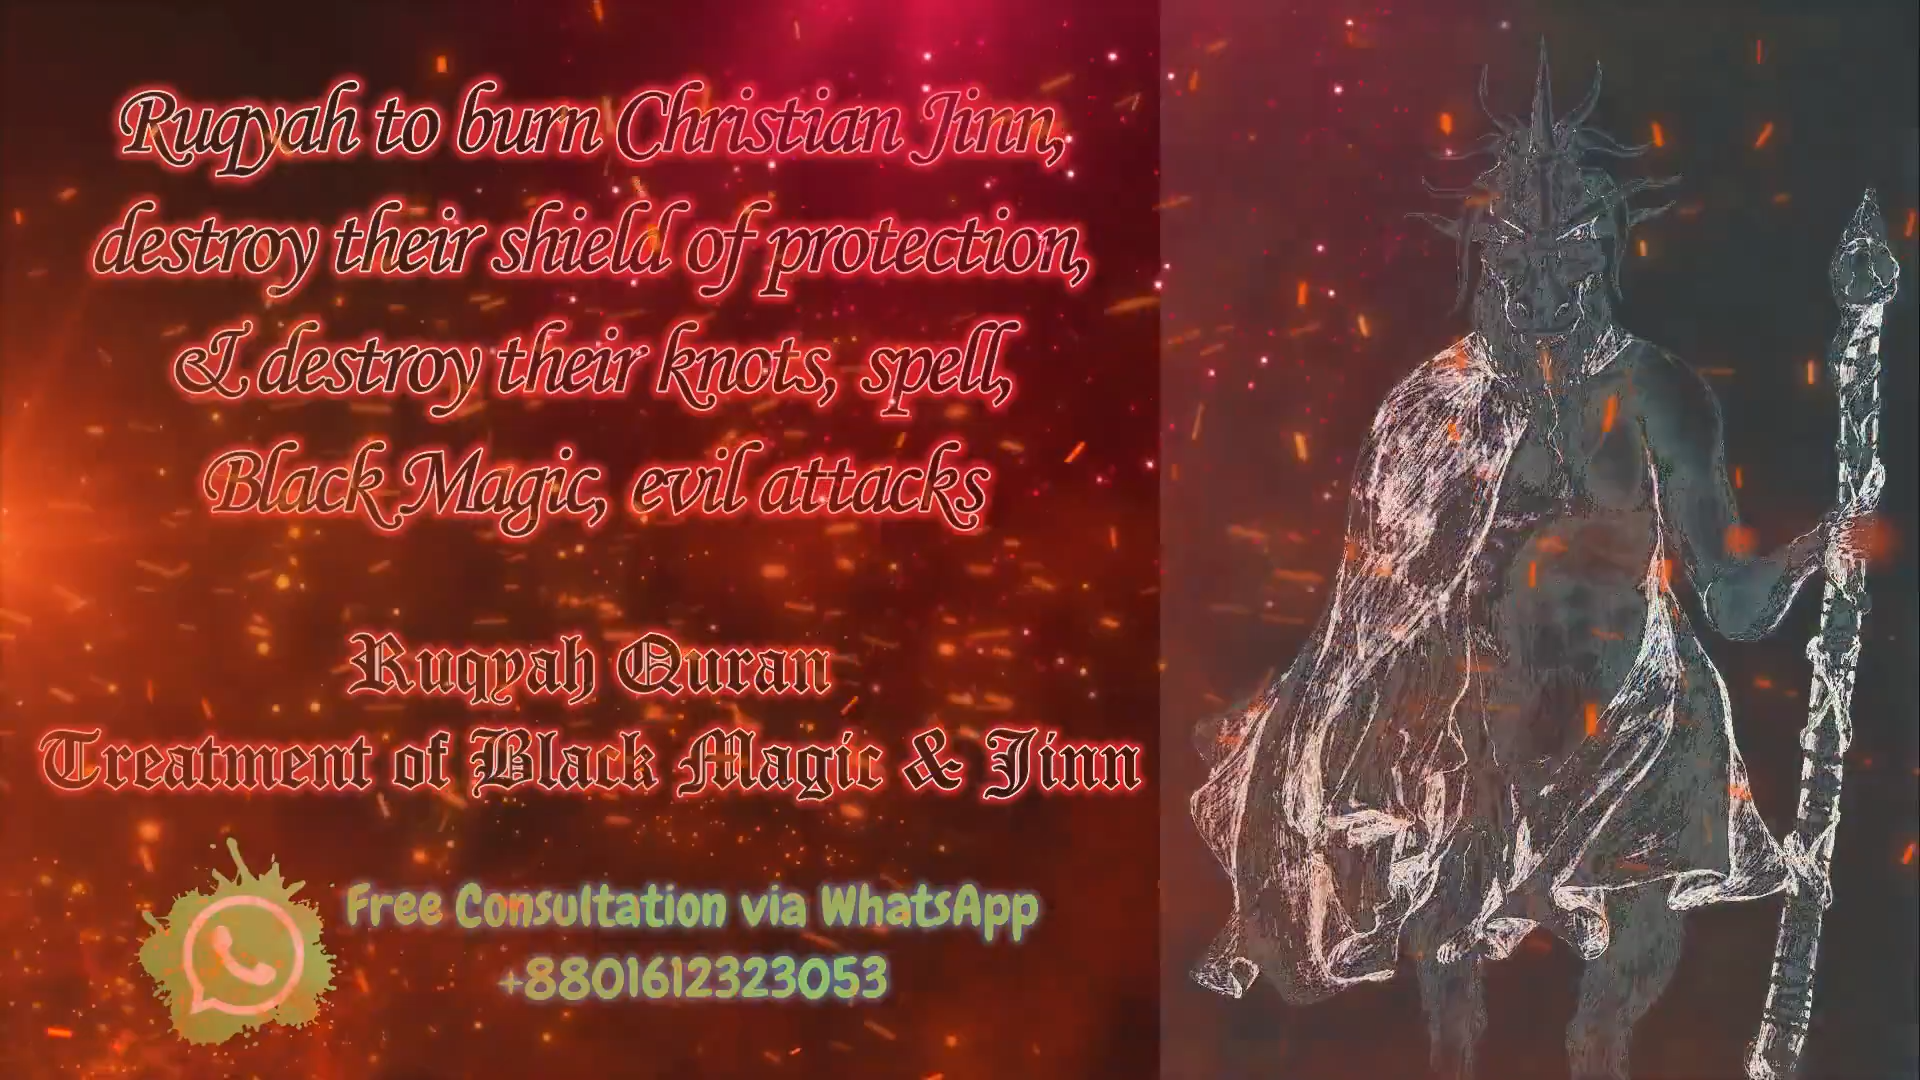 Ruqyah to burn Christian Jinn,
destroy their shield of protection,
& destroy their knots, spell,
Black Magic, evil attacks
Ruqyah Quran
Treatment of Black Magic & Jinn
Free Consultation via WhatsApp
+8801612323053